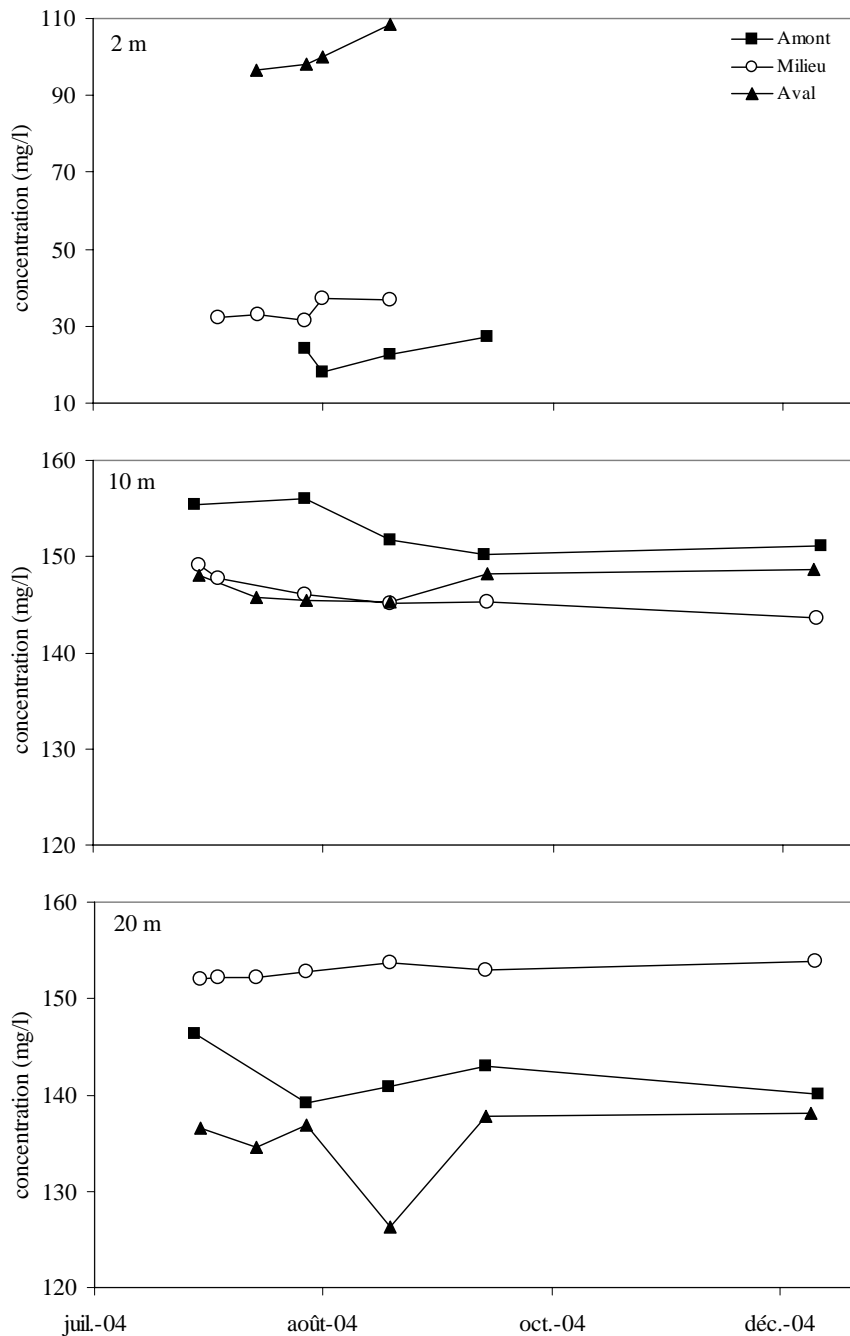 110
2 m
Amont
Milieu
Aval
90
70
50
30
10
concentration (mg/l)
160
10 m
150
140
130
120
concentration (mg/l)
160
20 m
150
140
130
120
concentration (mg/l)
juil.-04
août-04
oct.-04
déc.-04